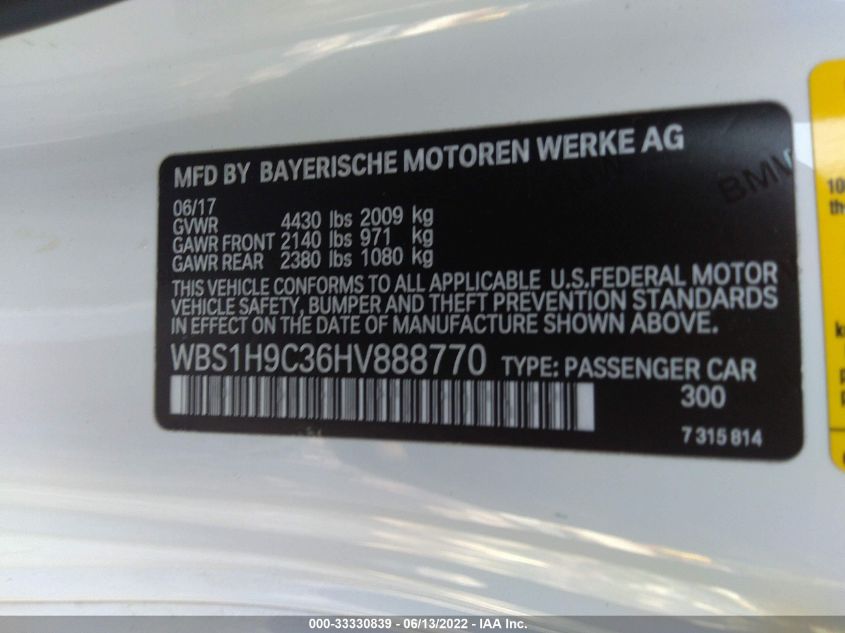 MFD BY BAYERISCHE MOTOREN WERKE AG
BMW
06/17
GVWR 4430 lbs 2009 kg
GAWR FRONT 2140 lbs 971 kg
GAWR REAR 2380 lbs 1080 kg
THIS VEHICLE CONFORMS TO ALL APPLICABLE U.S.FEDERAL MOTOR
VEHICLE SAFETY, BUMPER AND THEFT PREVENTION STANDARDS
IN EFFECT ON THE DATE OF MANUFACTURE SHOWN ABOVE.
WBS1H9C36HV888770 TYPE: PASSENGER CAR
300
7 315 814
10
th
000-33330839 - 06/13/2022 - IAA Inc.